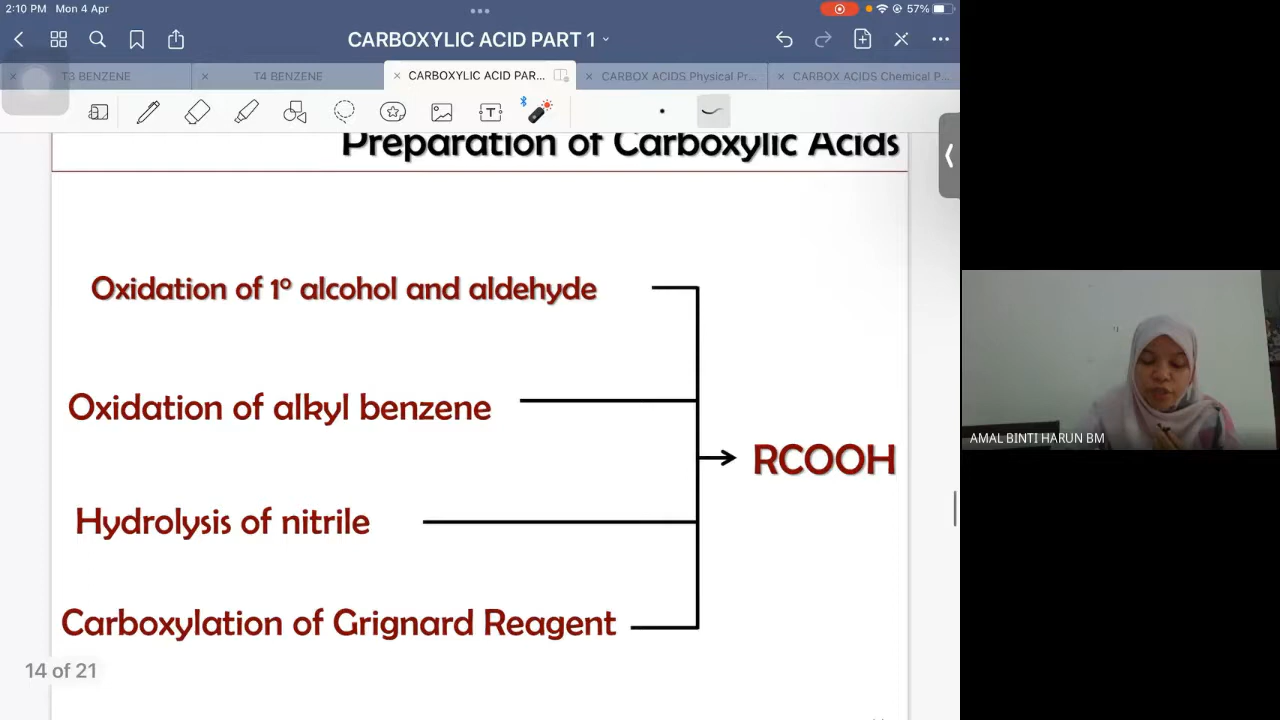 2:10 PM Mon 4 Apr
57%
CARBOXYLIC ACID PART 1
T3 BENZENE
T4 BENZENE
CARBOXYLIC ACID PAR...
CARBOX ACIDS Physical Pr...
CARBOX ACIDS Chemical P...
Preparation of Carboxylic Acids
Oxidation of 1° alcohol and aldehyde
Oxidation of alkyl benzene
RCOOH
Hydrolysis of nitrile
Carboxylation of Grignard Reagent
14 of 21
AMAL BINTI HARUN BM